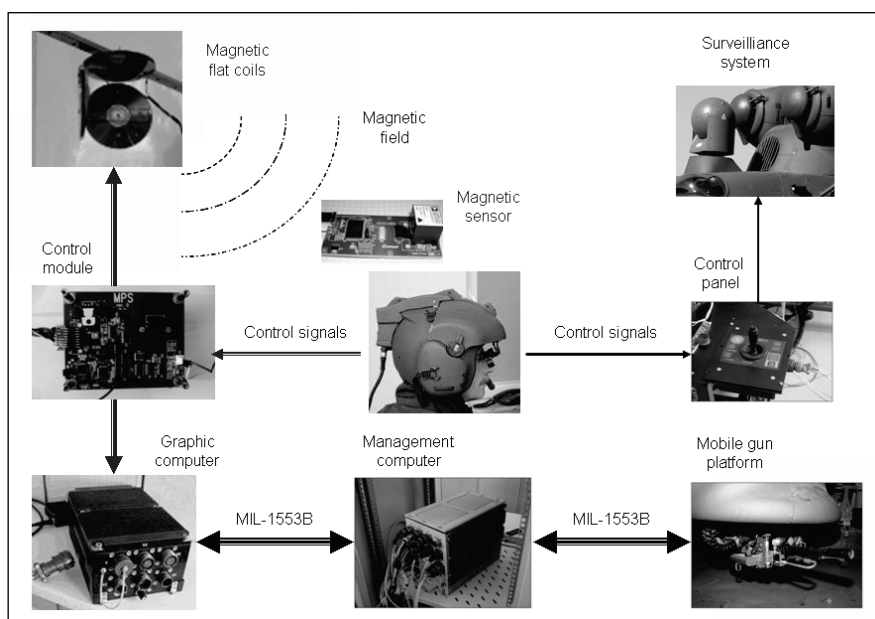 Magnetic
flat coils
Surveilliance
system
Magnetic
field
Magnetic
sensor
Control
module
Control
panel
MPS
Control signals
Control signals
Graphic
computer
Management
computer
Mobile gun
platform
MIL-1553B
MIL-1553B